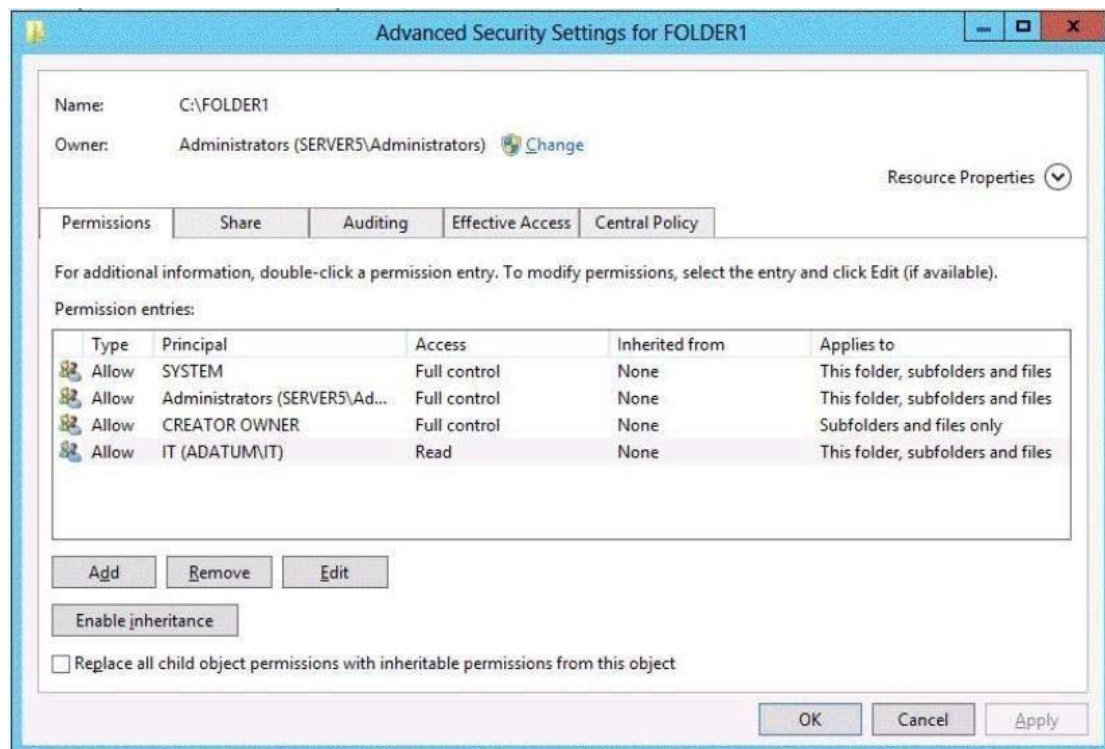 Advanced Security Settings for FOLDER1
Name: C:\FOLDER1
Owner: Administrators (SERVER5\Administrators) Change
Resource Properties
Permissions Share Auditing Effective Access Central Policy
For additional information, double-click a permission entry. To modify permissions, select the entry and click Edit (if available).
Permission entries:
Type Principal Access Inherited from Applies to
Allow SYSTEM Full control None This folder, subfolders and files
Allow Administrators (SERVER5\Ad... Full control None This folder, subfolders and files
Allow CREATOR OWNER Full control None Subfolders and files only
Allow IT (ADATUM\IT) Read None This folder, subfolders and files
Add Remove Edit
Enable inheritance
Replace all child object permissions with inheritable permissions from this object
OK Cancel Apply